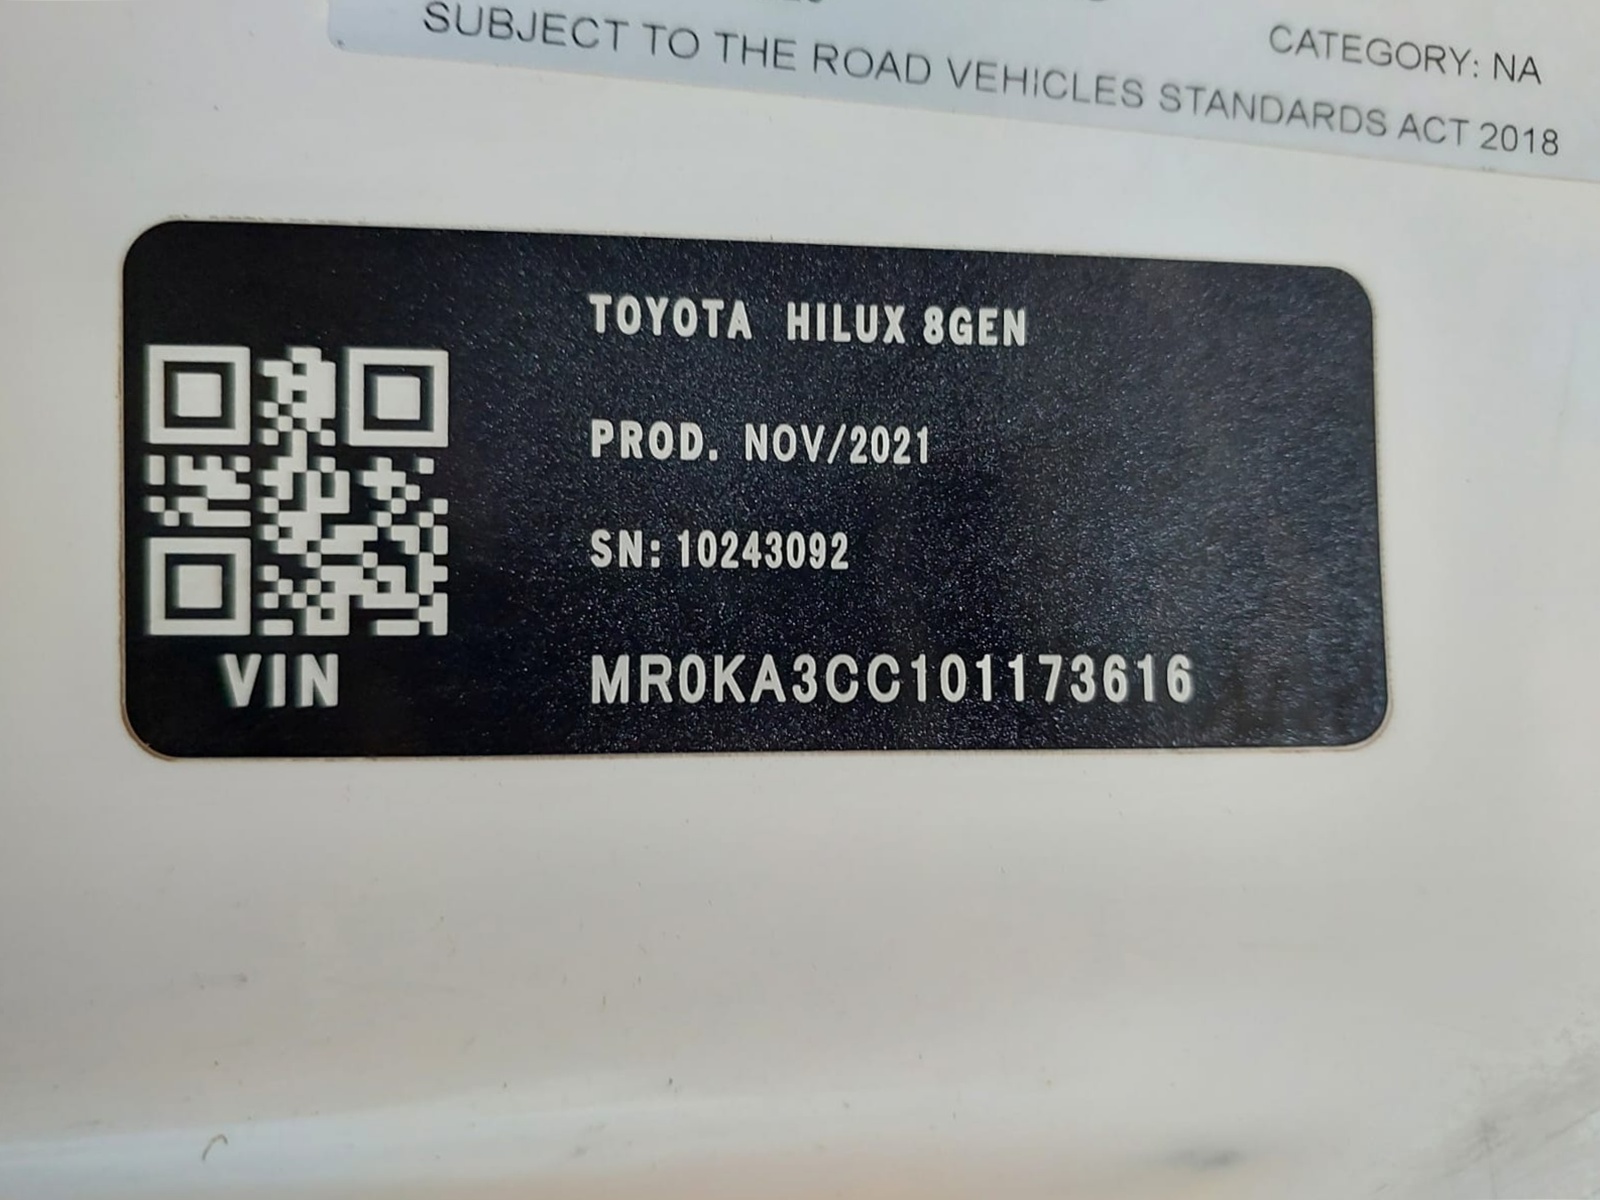 CATEGORY: NA
SUBJECT TO THE ROAD VEHICLES STANDARDS ACT 2018
TOYOTA HILUX 8GEN
PROD. NOV/2021
SN: 10243092
VIN
MR0KA3CC101173616